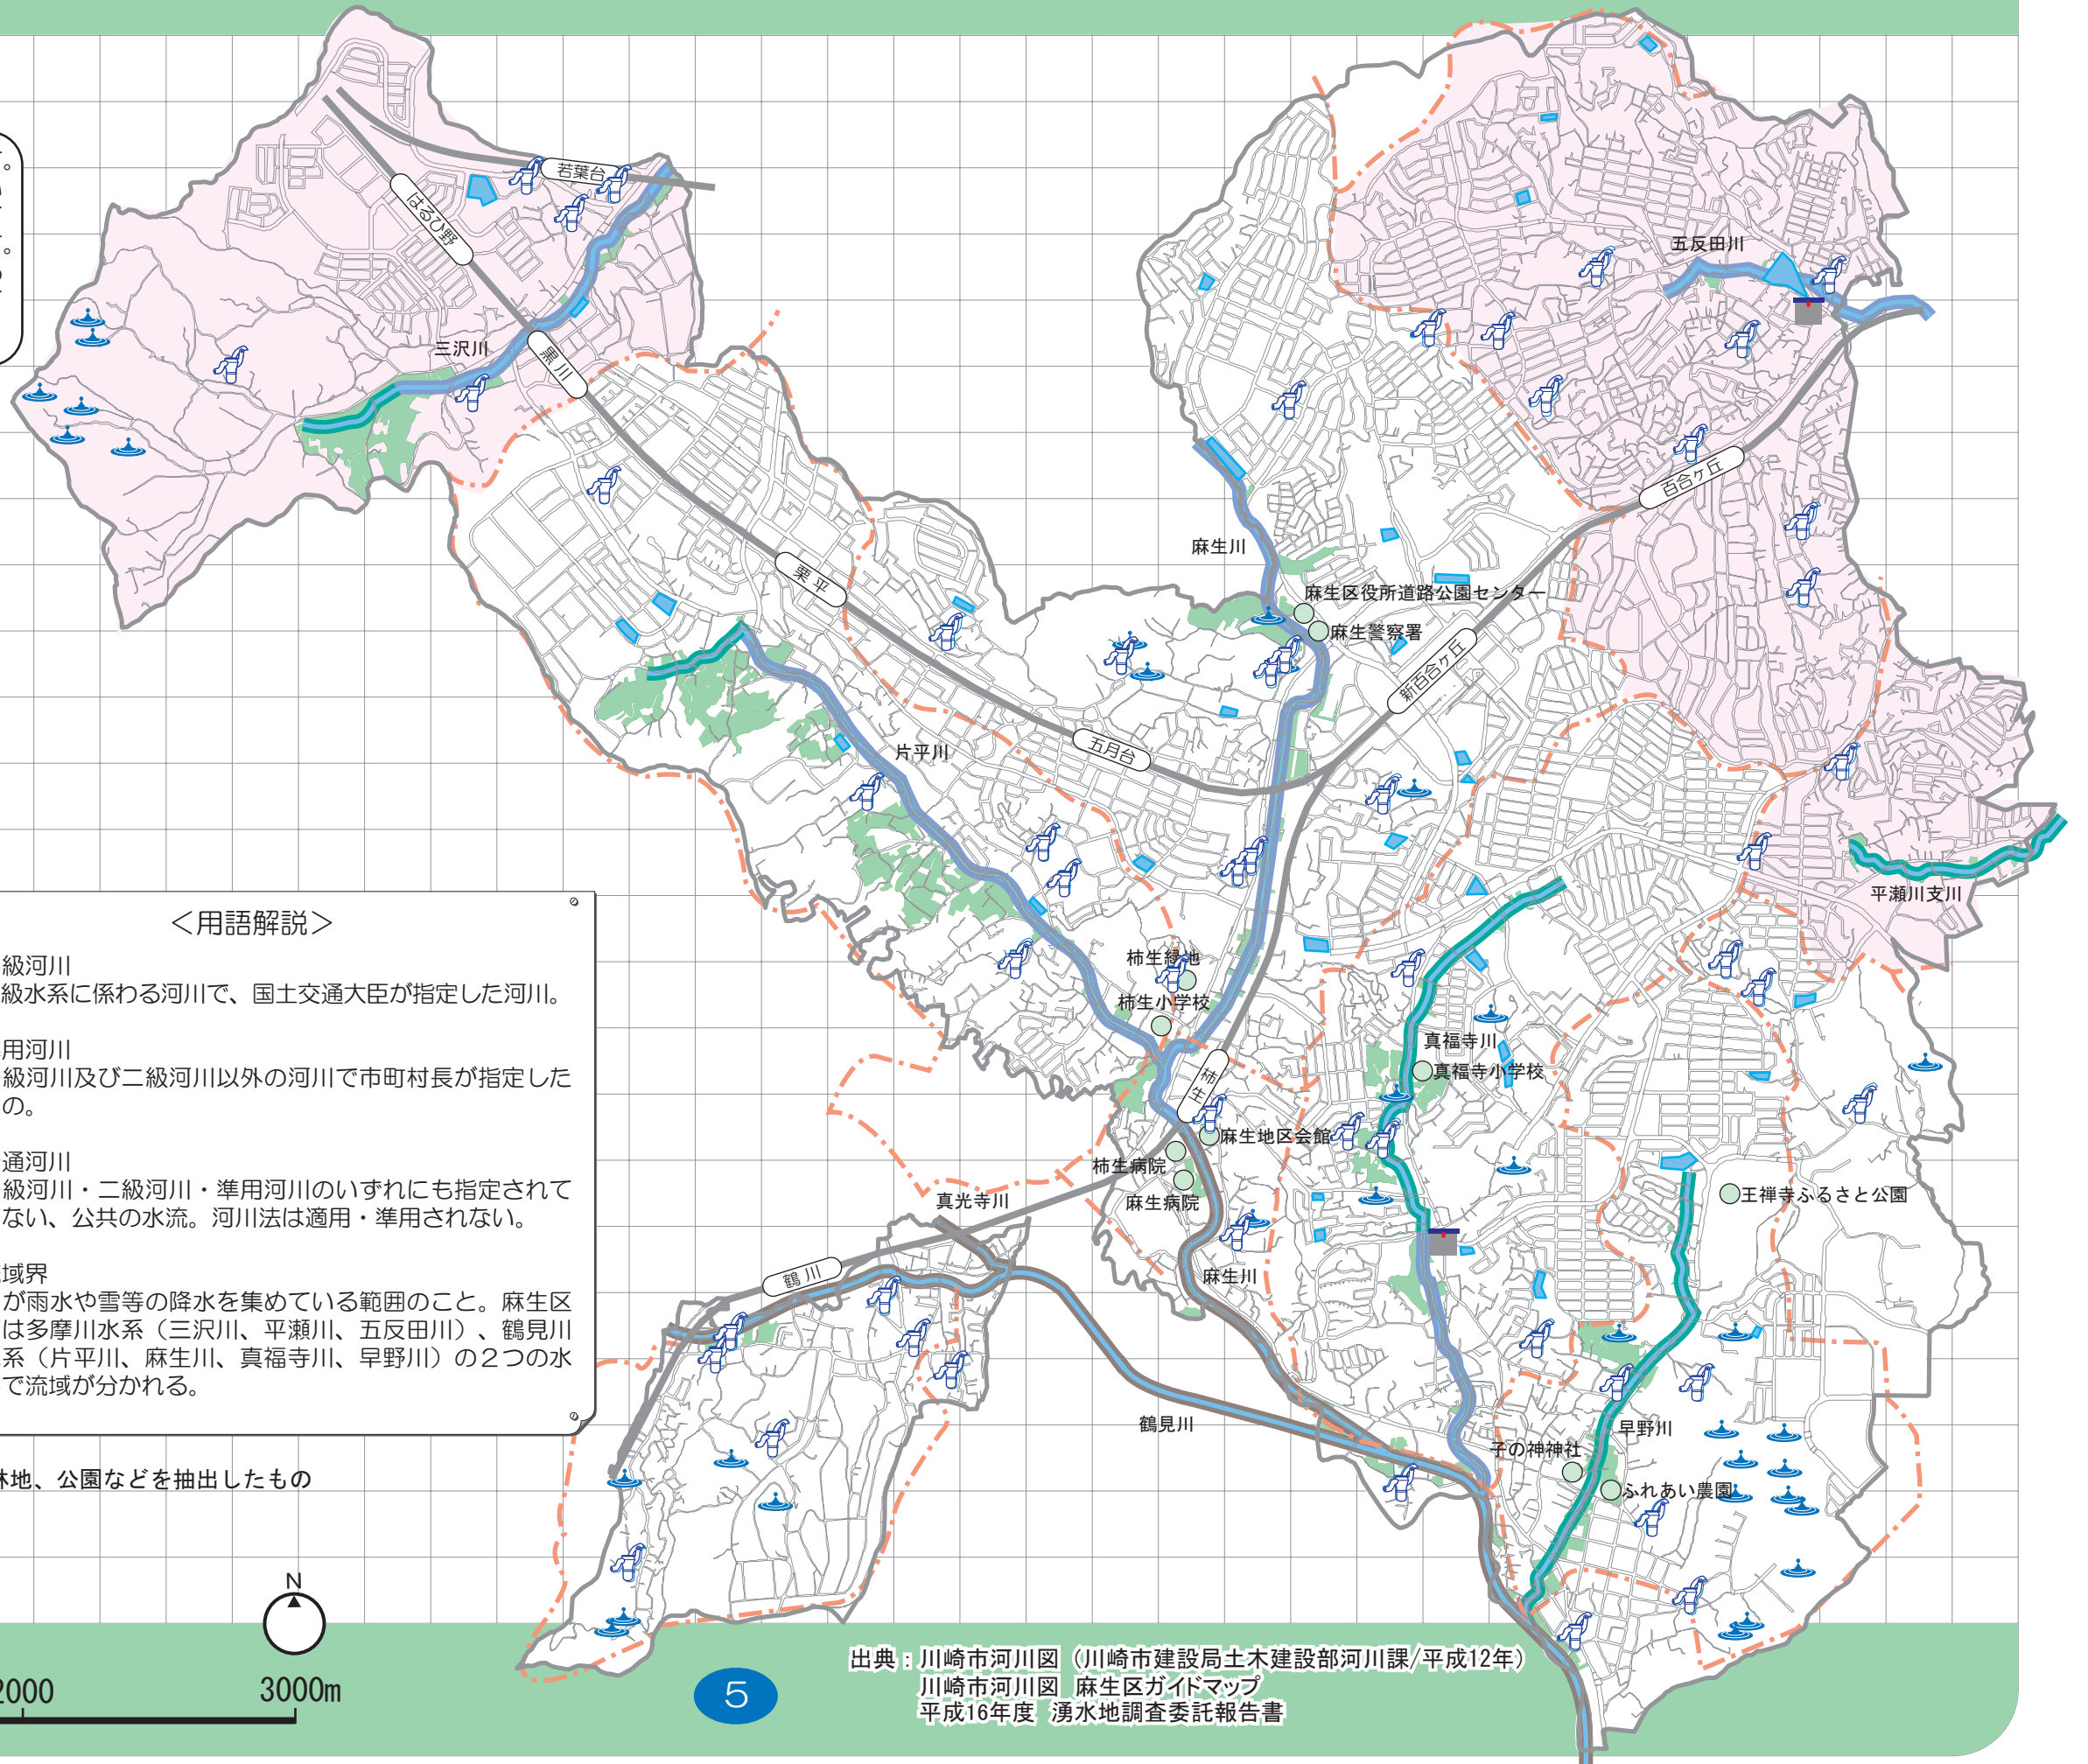 若葉台
はるひ野
三沢川
黒川
五反田川
百合ヶ丘
麻生川
栗平
麻生区役所道路公園センター
麻生警察署
新百合ヶ丘
片平川
五月台
平瀬川支川
柿生緑地
柿生小学校
真福寺川
真福寺小学校
柿生
麻生地区会館
柿生病院
麻生病院
王禅寺ふるさと公園
真光寺川
麻生川
鶴川
鶴見川
早野川
子の神神社
ふれあい農園
＜用語解説＞
級河川
級水系に係わる河川で、国土交通大臣が指定した河川。
用河川
級河川及び二級河川以外の河川で市町村長が指定した
の。
通河川
級河川・二級河川・準用河川のいずれにも指定されて
ない、公共の水流。河川法は適用・準用されない。
域界
が雨水や雪等の降水を集めている範囲のこと。麻生区
は多摩川水系（三沢川、平瀬川、五反田川）、鶴見川
系（片平川、麻生川、真福寺川、早野川）の２つの水
で流域が分かれる。
林地、公園などを抽出したもの
N
2000
3000m
5
出典：川崎市河川図（川崎市建設局土木建設部河川課/平成12年）
川崎市河川図 麻生区ガイドマップ
平成16年度 湧水地調査委託報告書